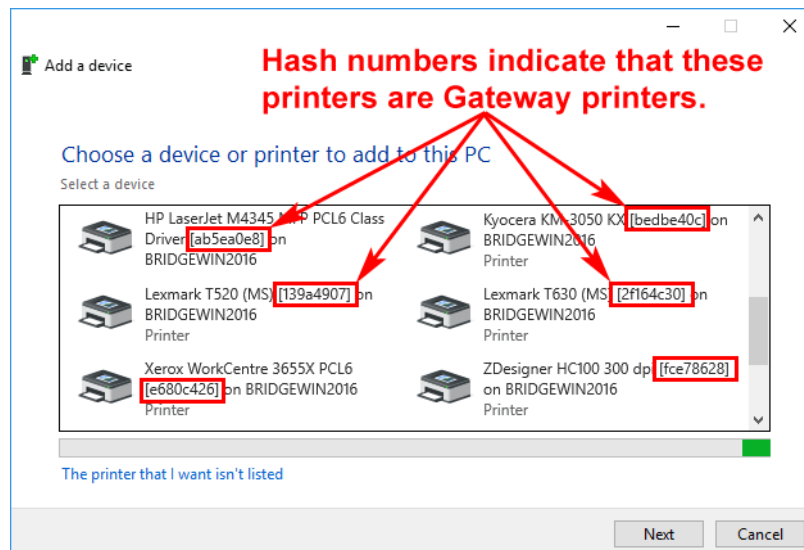 Add a device
Hash numbers indicate that these
printers are Gateway printers.
Choose a device or printer to add to this PC
Select a device
HP LaserJet M4345 MFP PCL6 Class
Driver [ab5ea0e8] on
BRIDGEWIN2016
Kyocera KM-3050 KX [bedbe40c] on
BRIDGEWIN2016
Printer
Lexmark T520 (MS) [139a4907] on
BRIDGEWIN2016
Printer
Lexmark T630 (MS) [2f164c30] on
BRIDGEWIN2016
Printer
Xerox WorkCentre 3655X PCL6
[e680c426] on BRIDGEWIN2016
Printer
ZDesigner HC100 300 dpi [fce78628]
on BRIDGEWIN2016
Printer
The printer that I want isn't listed
Next
Cancel